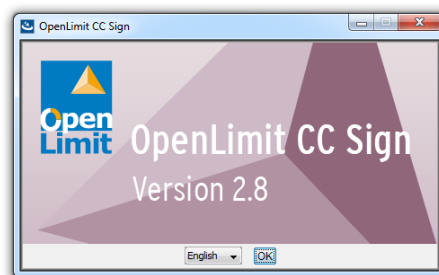 OpenLimit CC Sign
Open
Limit
OpenLimit CC Sign
Version 2.8
English
OK